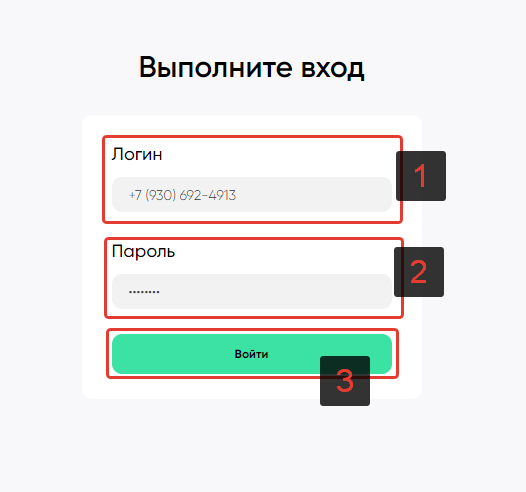 Выполните вход
Логин
1
+7 (930) 692-4913
Пароль
2
••••••••
Войти
3